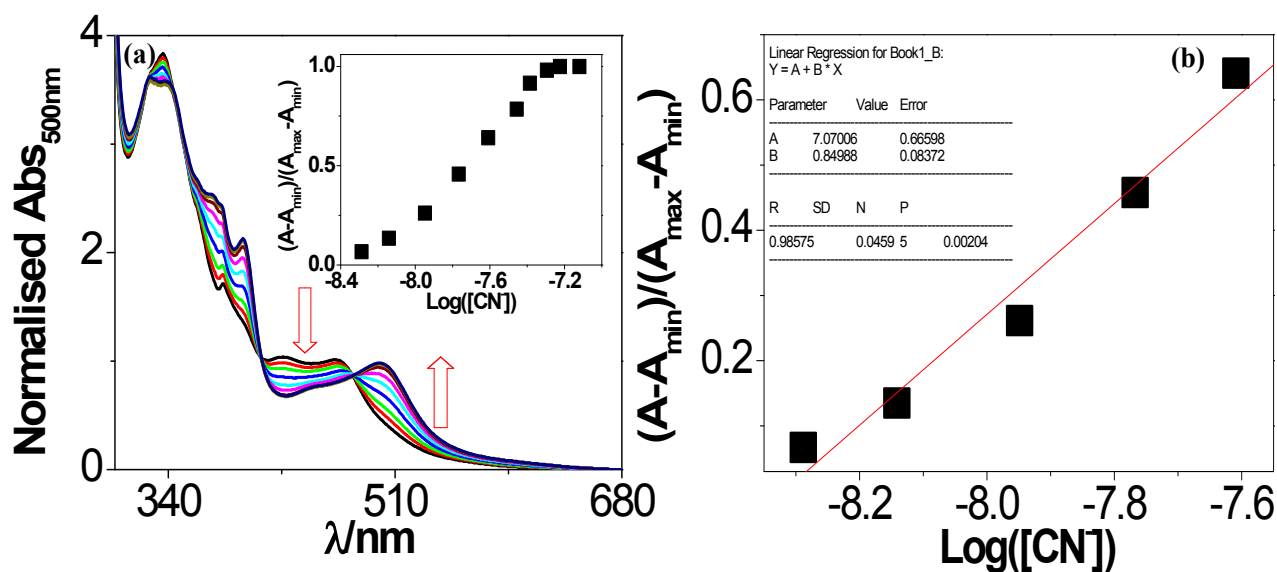 (a)
Normalised Abs500nm
4
2
0
340
510
680
λ/nm
(A-Amin)/(Amax-Amin)
1.0
0.5
0.0
-8.4
-8.0
-7.6
-7.2
Log([CN-])
(b)
Linear Regression for Book1_B:
Y = A + B * X
Parameter Value Error
------------------------------------------------------------
A 7.07006 0.66598
B 0.84988 0.08372
------------------------------------------------------------
R SD N P
------------------------------------------------------------
0.98575 0.0459 5 0.00204
------------------------------------------------------------
(A-Amin)/(Amax-Amin)
0.6
0.4
0.2
-8.2
-8.0
-7.8
-7.6
Log([CN-])